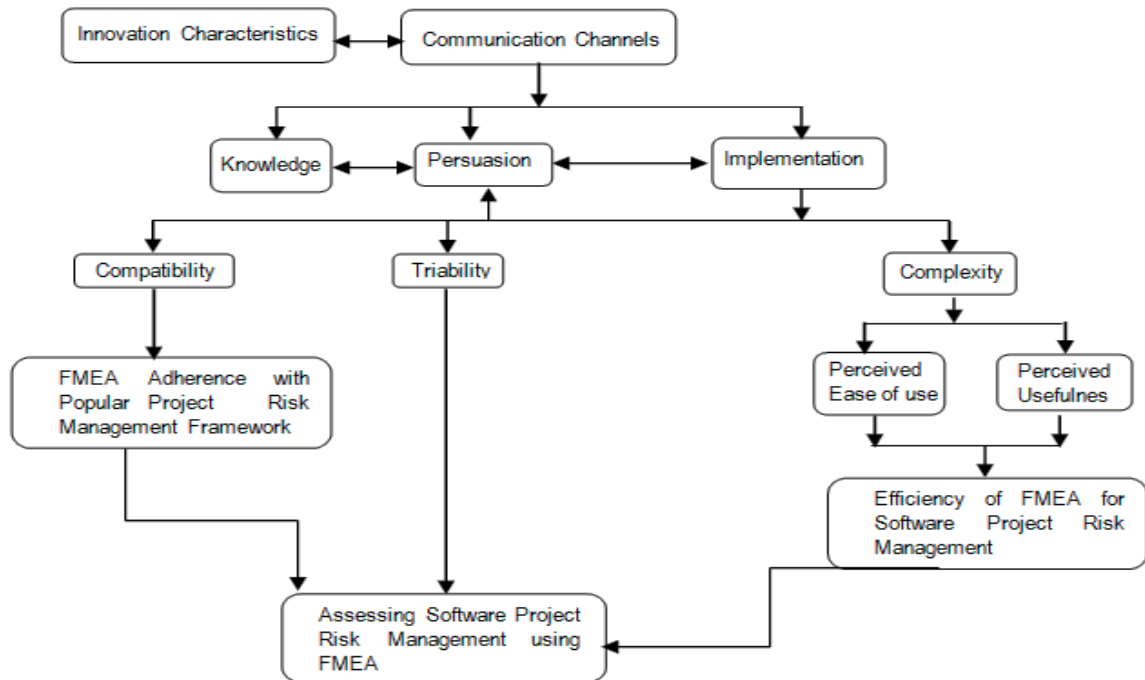 Innovation Characteristics
Communication Channels
Knowledge
Persuasion
Implementation
Compatibility
Triability
Complexity
FMEA Adherence with
Popular Project Risk
Management Framework
Perceived
Ease of use
Perceived
Usefulnes
Efficiency of FMEA for
Software Project Risk
Management
Assessing Software Project
Risk Management using
FMEA